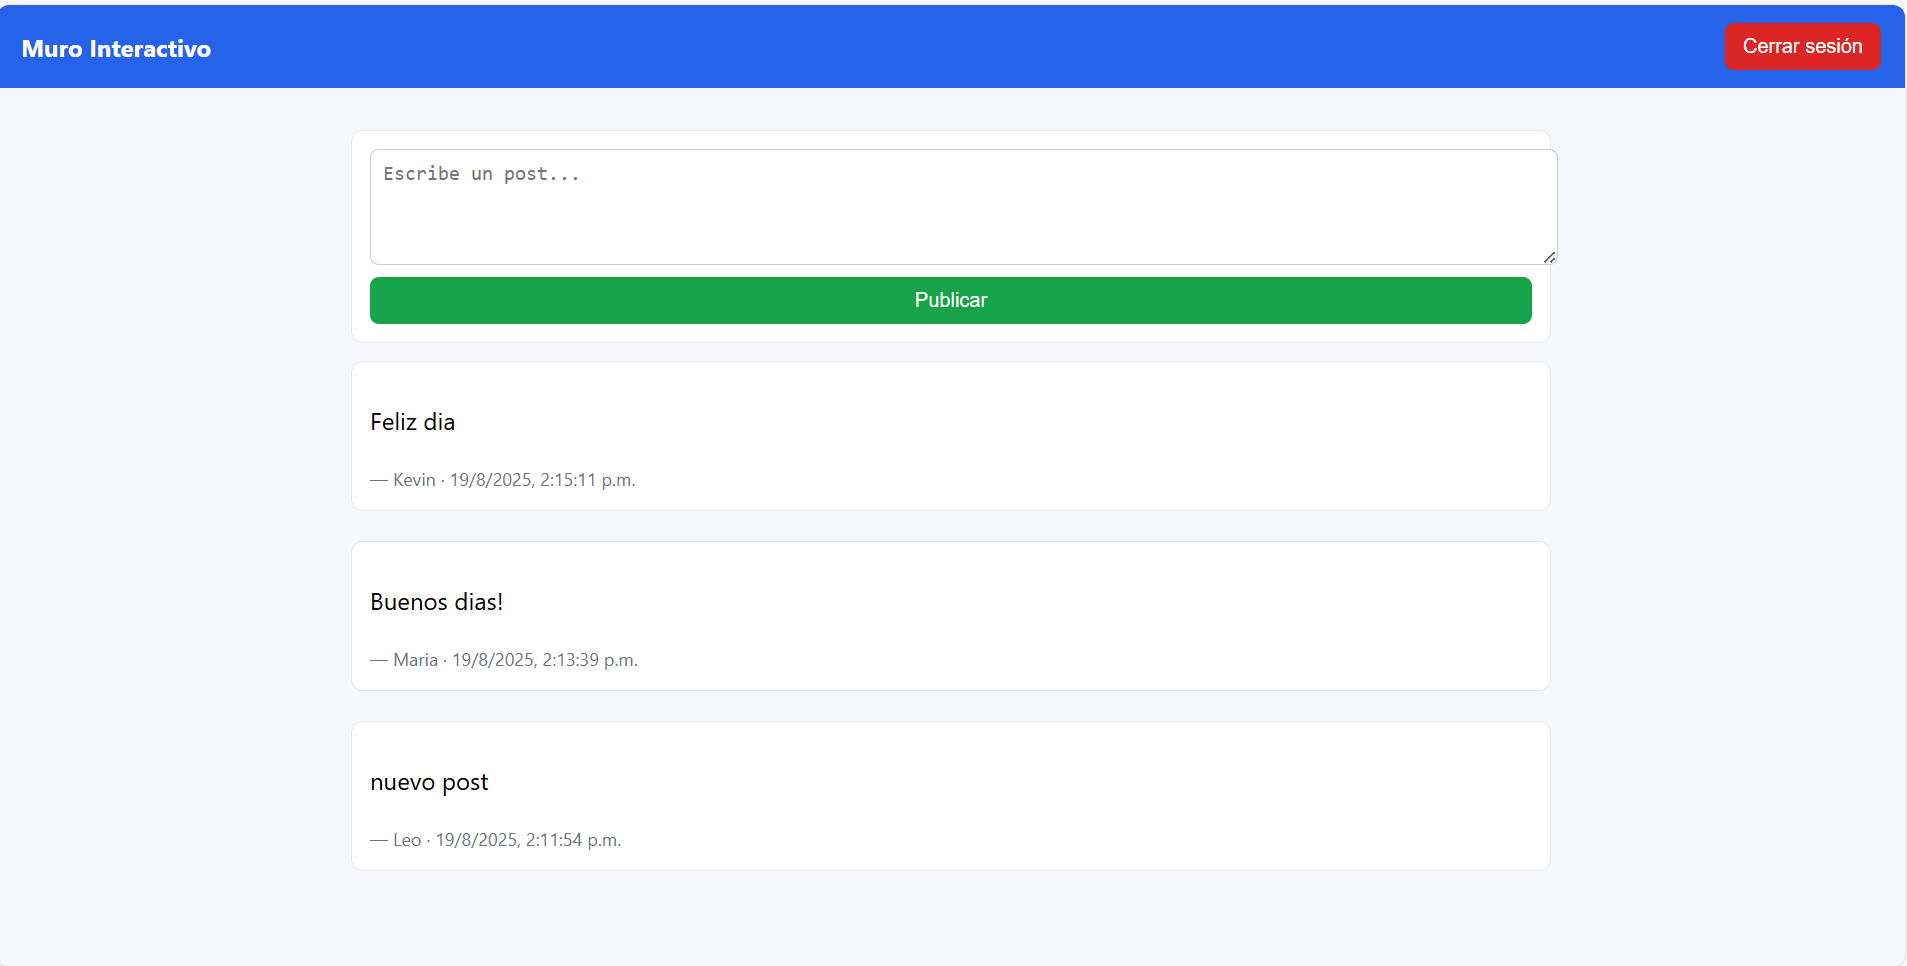 Muro Interactivo
Cerrar sesión
Escribe un post...
Publicar
Feliz dia
— Kevin · 19/8/2025, 2:15:11 p.m.
Buenos dias!
— Maria · 19/8/2025, 2:13:39 p.m.
nuevo post
— Leo · 19/8/2025, 2:11:54 p.m.